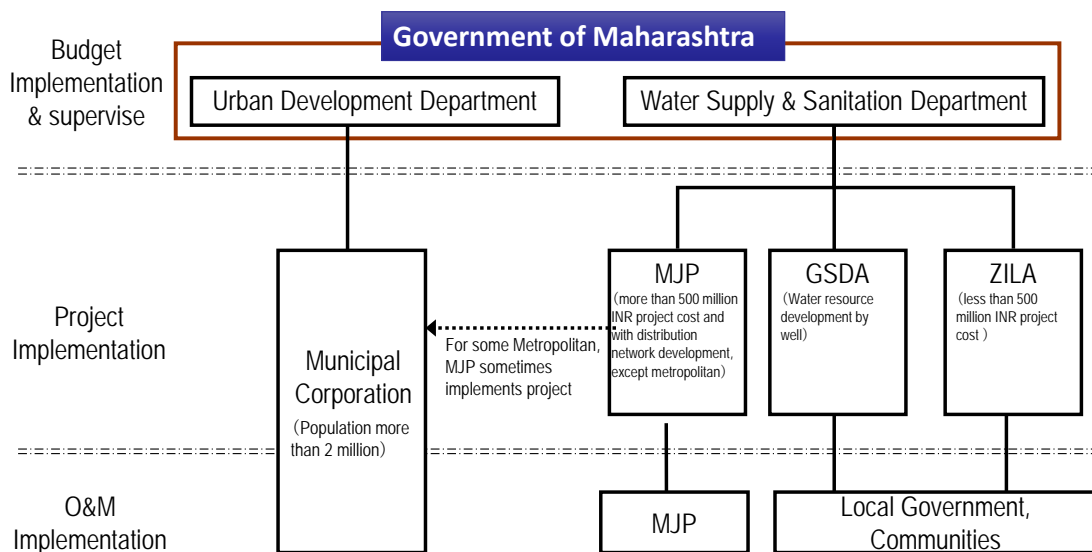 Government of Maharashtra
Budget
Implementation
& supervise
Urban Development Department
Water Supply & Sanitation Department
Project
Implementation
Municipal
Corporation
（Population more
than 2 million）
For some Metropolitan,
MJP sometimes
implements project
MJP
（more than 500 million
INR project cost and
with distribution
network development,
except metropolitan）
GSDA
（Water resource
development by
well）
ZILA
（less than 500
million INR project
cost ）
O&M
Implementation
MJP
Local Government,
Communities